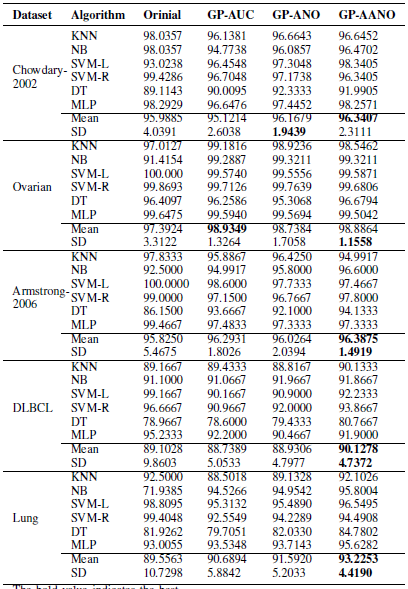 Dataset Algorithm Orinial GP-AUC GP-ANO GP-AANO
KNN 98.0357 96.1381 96.6643 96.6452
NB 98.0357 94.7738 96.0857 96.4702
Chowdary- SVM-L 93.0238 96.4548 97.3048 98.3405
2002 SVM-R 99.4286 96.7048 97.1738 96.3405
DT 89.1143 90.0095 92.3333 91.9905
MLP 98.2929 96.6476 97.4452 98.2571
Mean 95.9885 95.1214 96.1679 96.3407
SD 4.0391 2.6038 1.9439 2.3111
KNN 97.0127 99.1816 98.9236 98.5462
NB 91.4154 99.2887 99.3211 99.3211
Ovarian SVM-L 100.000 99.5740 99.5556 99.5871
SVM-R 99.8693 99.7126 99.7639 99.6806
DT 96.4097 96.2586 95.3068 96.6794
MLP 99.6475 99.5940 99.5694 99.5042
Mean 97.3924 98.9349 98.7384 98.8864
SD 3.3122 1.3264 1.7058 1.1558
KNN 97.8333 95.8867 96.4250 94.9917
NB 92.5000 94.9917 95.8000 96.6000
Armstrong- SVM-L 100.0000 98.6000 97.7333 97.4667
2006 SVM-R 99.0000 97.1500 96.7667 97.8000
DT 86.1500 93.6667 92.1000 94.1333
MLP 99.4667 97.4833 97.3333 97.3333
Mean 95.8250 96.2931 96.0264 96.3875
SD 5.4675 1.8026 2.0394 1.4919
KNN 89.1667 89.4333 88.8167 90.1333
NB 91.1000 91.0667 91.9667 91.8667
DLBCL SVM-L 99.1667 90.1667 90.9000 92.2333
SVM-R 96.6667 90.9667 92.0000 93.8667
DT 78.9667 78.6000 79.4333 80.7667
MLP 95.2333 92.2000 90.4667 91.9000
Mean 89.1028 88.7389 88.9306 90.1278
SD 9.8603 5.0533 4.7977 4.7372
KNN 92.5000 88.5018 89.1328 92.1026
NB 71.9385 94.5266 94.9542 95.8004
Lung SVM-L 98.8095 95.3132 95.4890 96.5495
SVM-R 99.4048 92.5549 94.2289 94.4908
DT 81.9262 79.7051 82.0330 84.7802
MLP 93.0055 93.5348 93.7143 95.6282
Mean 89.5563 90.6894 91.5920 93.2253
SD 10.7298 5.8842 5.2033 4.4190
The bold value indicates the best